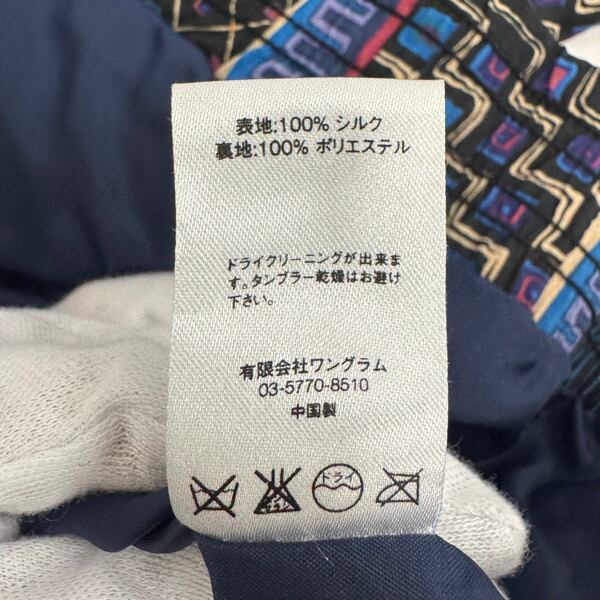 表地:100% シルク
裏地:100% ポリエステル
ドライクリーニングが出来ま
す。タンブラー乾燥はお避け
下さい。
有限会社ワングラム
03-5770-8510
中国製
ドライ